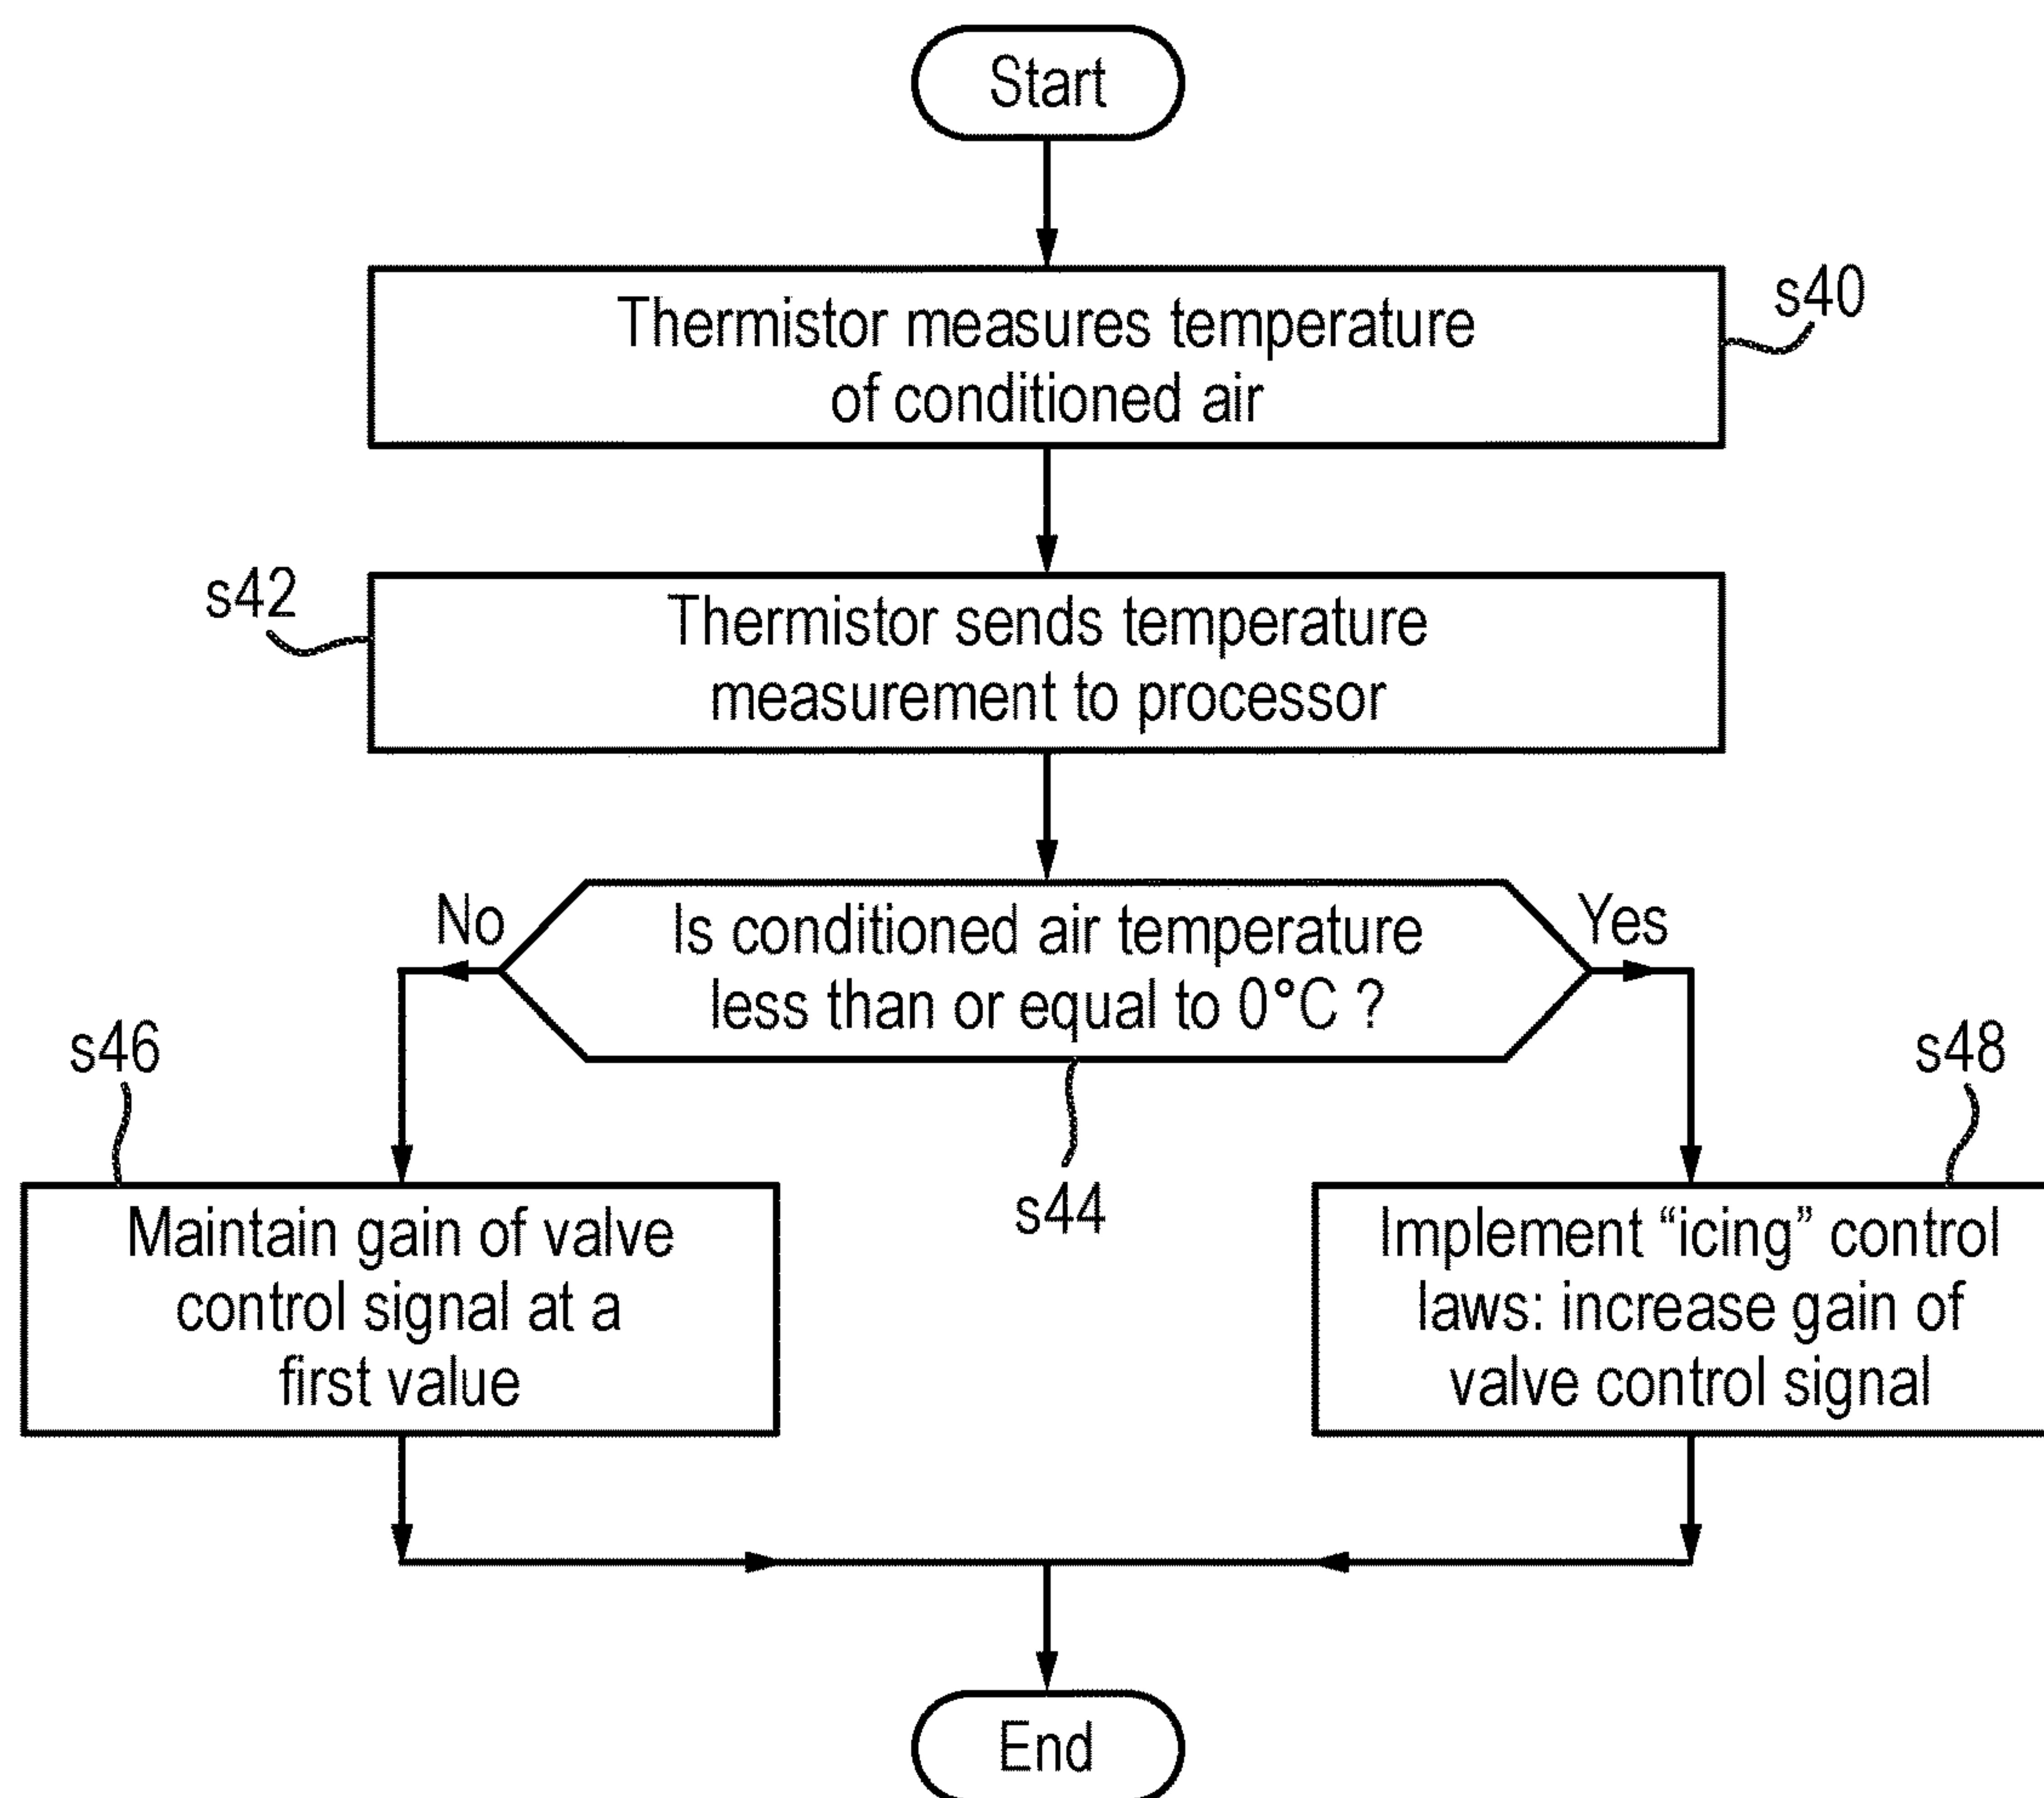 Start
Thermistor measures temperature
of conditioned air
s40
s42
Thermistor sends temperature
measurement to processor
No
Is conditioned air temperature
less than or equal to 0°C ?
Yes
s46
s44
s48
Maintain gain of valve
control signal at a
first value
Implement “icing” control
laws: increase gain of
valve control signal
End